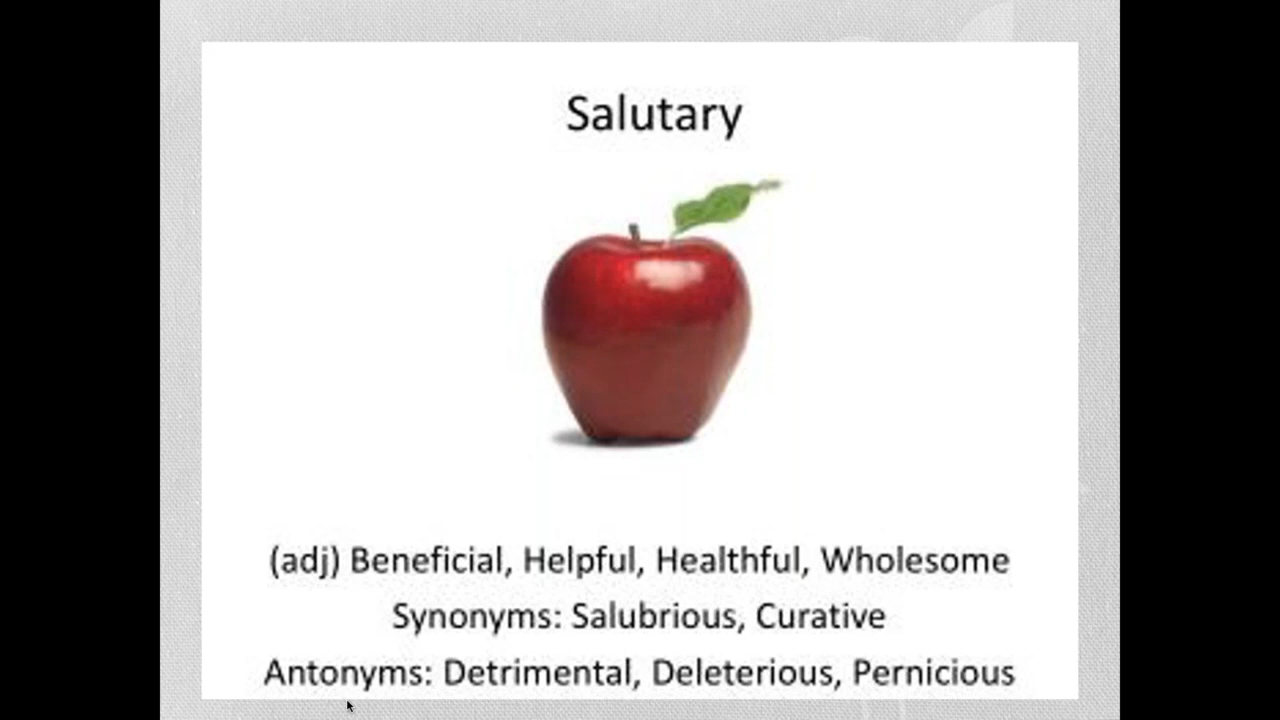 Salutary
(adj) Beneficial, Helpful, Healthful, Wholesome
Synonyms: Salubrious, Curative
Antonyms: Detrimental, Deleterious, Pernicious